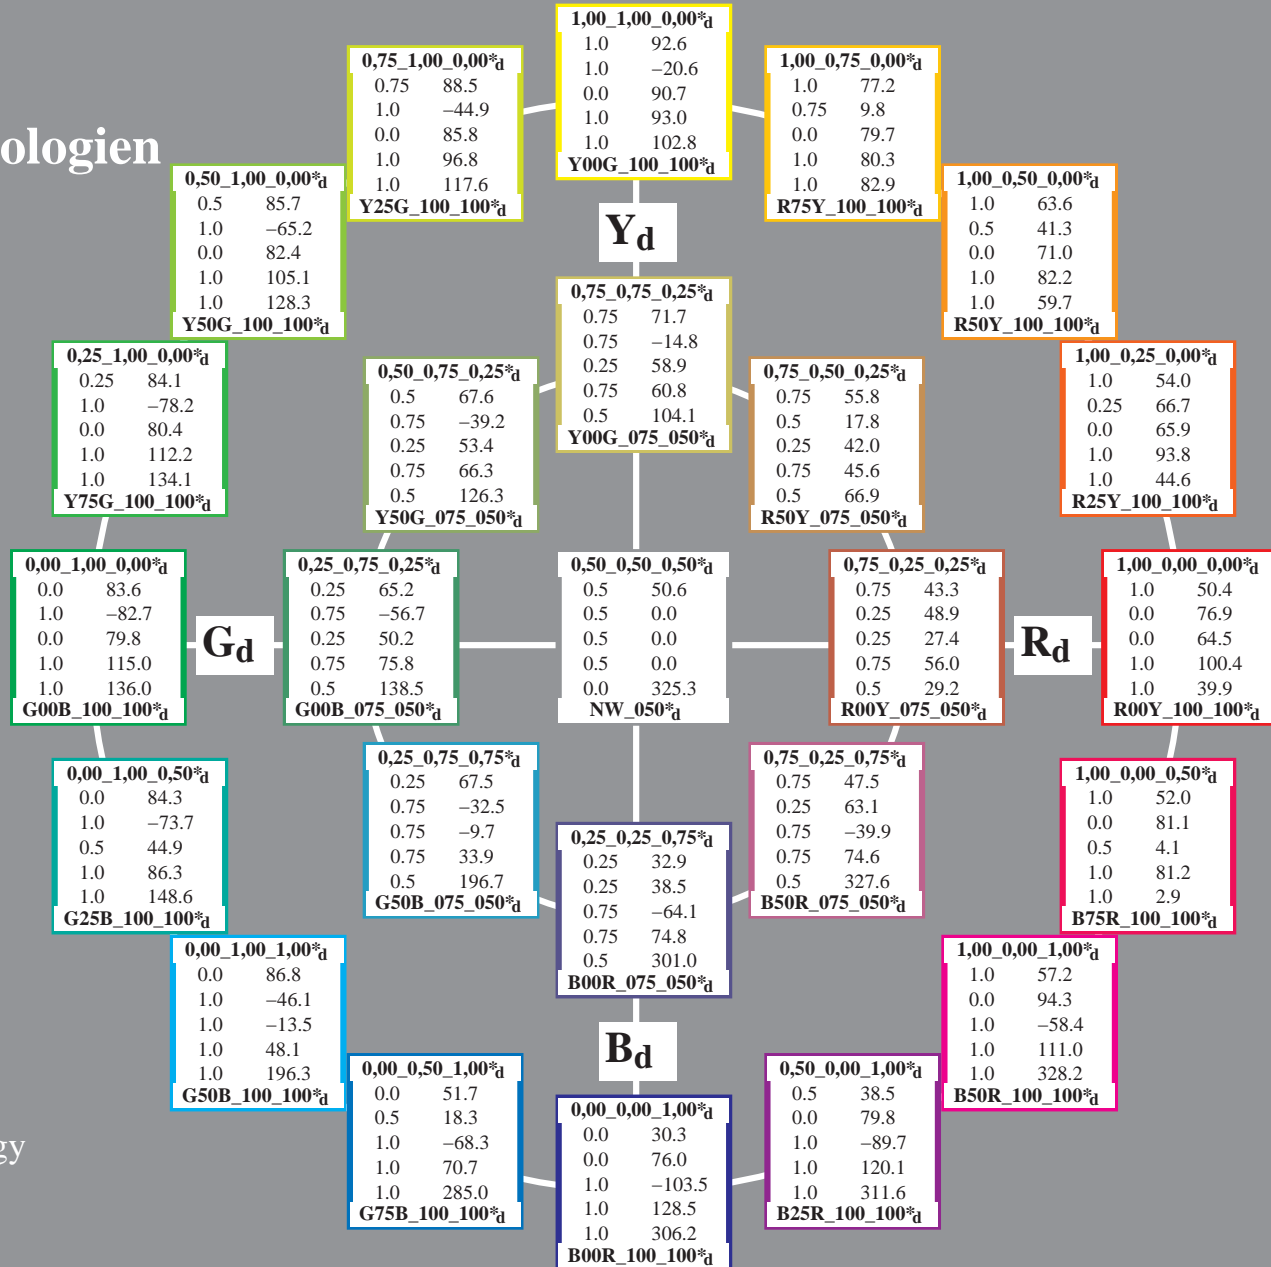 1,00_1,00_0,00*d
1.0 92.6
1.0 −20.6
0.0 90.7
1.0 93.0
1.0 102.8
Y00G_100_100*d
0,75_1,00_0,00*d
0.75 88.5
1.0 −44.9
0.0 85.8
1.0 96.8
1.0 117.6
Y25G_100_100*d
1,00_0,75_0,00*d
1.0 77.2
0.75 9.8
0.0 79.7
1.0 80.3
1.0 82.9
R75Y_100_100*d
ologien
0,50_1,00_0,00*d
0.5 85.7
1.0 −65.2
0.0 82.4
1.0 105.1
1.0 128.3
Y50G_100_100*d
Yd
1,00_0,50_0,00*d
1.0 63.6
0.5 41.3
0.0 71.0
1.0 82.2
1.0 59.7
R50Y_100_100*d
0,75_0,75_0,25*d
0.75 71.7
0.75 −14.8
0.25 58.9
0.75 60.8
0.5 104.1
Y00G_075_050*d
0,25_1,00_0,00*d
0.25 84.1
1.0 −78.2
0.0 80.4
1.0 112.2
1.0 134.1
Y75G_100_100*d
0,50_0,75_0,25*d
0.5 67.6
0.75 −39.2
0.25 53.4
0.75 66.3
0.5 126.3
Y50G_075_050*d
0,75_0,50_0,25*d
0.75 55.8
0.5 17.8
0.25 42.0
0.75 45.6
0.5 66.9
R50Y_075_050*d
1,00_0,25_0,00*d
1.0 54.0
0.25 66.7
0.0 65.9
1.0 93.8
1.0 44.6
R25Y_100_100*d
0,00_1,00_0,00*d
0.0 83.6
1.0 −82.7
0.0 79.8
1.0 115.0
1.0 136.0
G00B_100_100*d
Gd
0,25_0,75_0,25*d
0.25 65.2
0.75 −56.7
0.25 50.2
0.75 75.8
0.5 138.5
G00B_075_050*d
0,50_0,50_0,50*d
0.5 50.6
0.5 0.0
0.5 0.0
0.5 0.0
0.0 325.3
NW_050*d
0,75_0,25_0,25*d
0.75 43.3
0.25 48.9
0.25 27.4
0.75 56.0
0.5 29.2
R00Y_075_050*d
Rd
1,00_0,00_0,00*d
1.0 50.4
0.0 76.9
0.0 64.5
1.0 100.4
1.0 39.9
R00Y_100_100*d
0,00_1,00_0,50*d
0.0 84.3
1.0 −73.7
0.5 44.9
1.0 86.3
1.0 148.6
G25B_100_100*d
0,25_0,75_0,75*d
0.25 67.5
0.75 −32.5
0.75 −9.7
0.75 33.9
0.5 196.7
G50B_075_050*d
0,25_0,25_0,75*d
0.25 32.9
0.25 38.5
0.75 −64.1
0.75 74.8
0.5 301.0
B00R_075_050*d
0,75_0,25_0,75*d
0.75 47.5
0.25 63.1
0.75 −39.9
0.75 74.6
0.5 327.6
B50R_075_050*d
1,00_0,00_0,50*d
1.0 52.0
0.0 81.1
0.5 4.1
1.0 81.2
1.0 2.9
B75R_100_100*d
0,00_1,00_1,00*d
0.0 86.8
1.0 −46.1
1.0 −13.5
1.0 48.1
1.0 196.3
G50B_100_100*d
Bd
1,00_0,00_1,00*d
1.0 57.2
0.0 94.3
1.0 −58.4
1.0 111.0
1.0 328.2
B50R_100_100*d
0,00_0,50_1,00*d
0.0 51.7
0.5 18.3
1.0 −68.3
1.0 70.7
1.0 285.0
G75B_100_100*d
0,00_0,00_1,00*d
0.0 30.3
0.0 76.0
1.0 −103.5
1.0 128.5
1.0 306.2
B00R_100_100*d
0,50_0,00_1,00*d
0.5 38.5
0.0 79.8
1.0 −89.7
1.0 120.1
1.0 311.6
B25R_100_100*d
gy